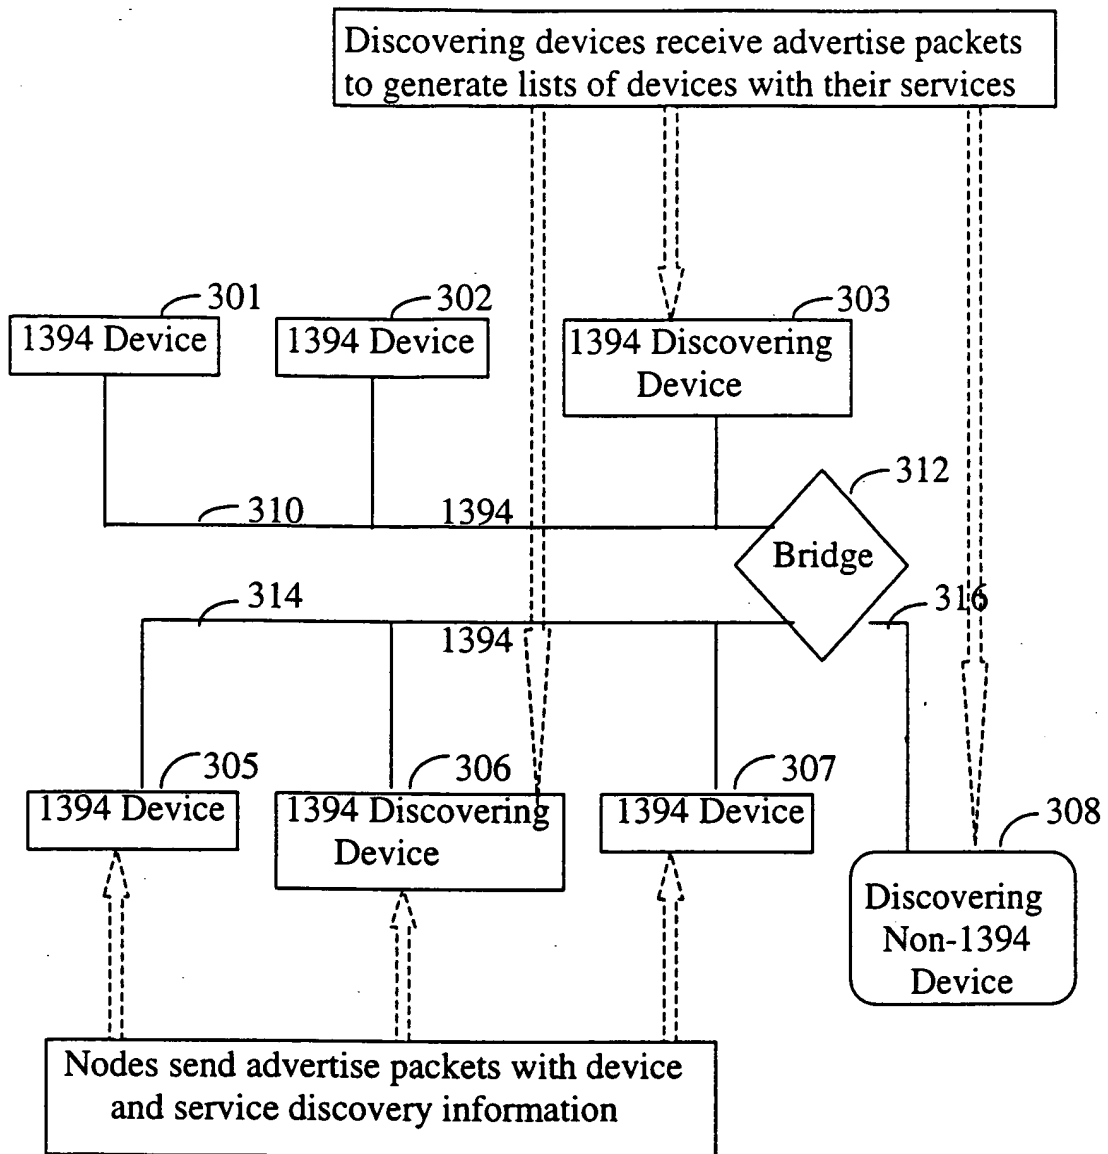 Discovering devices receive advertise packets
to generate lists of devices with their services
301
302
303
1394 Device
1394 Device
1394 Discovering
Device
312
310
1394
Bridge
314
316
1394
305
306
307
308
1394 Device
1394 Discovering
Device
1394 Device
Discovering
Non-1394
Device
Nodes send advertise packets with device
and service discovery information